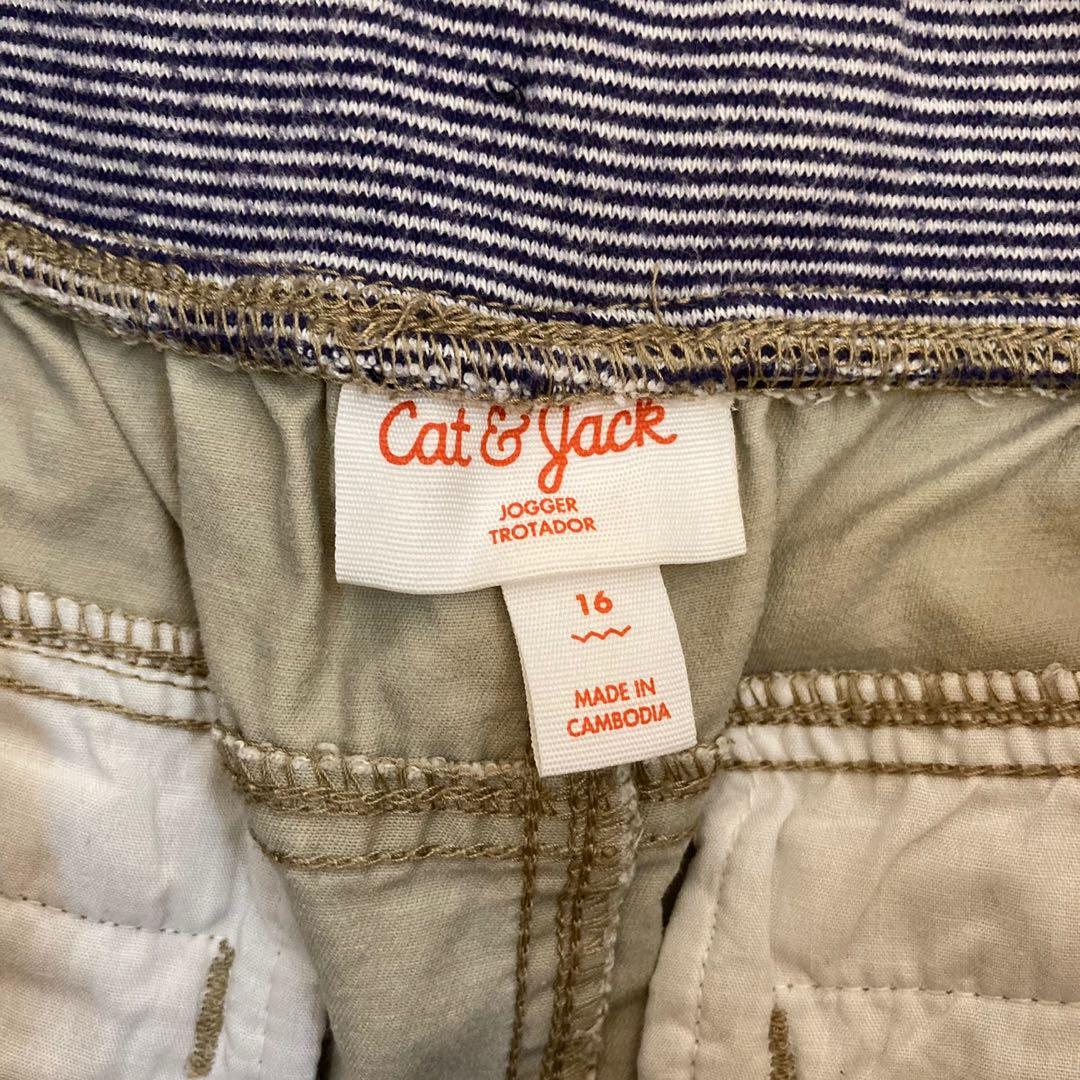 Cat & Jack
JOGGER
TROTADOR
16
MADE IN
CAMBODIA